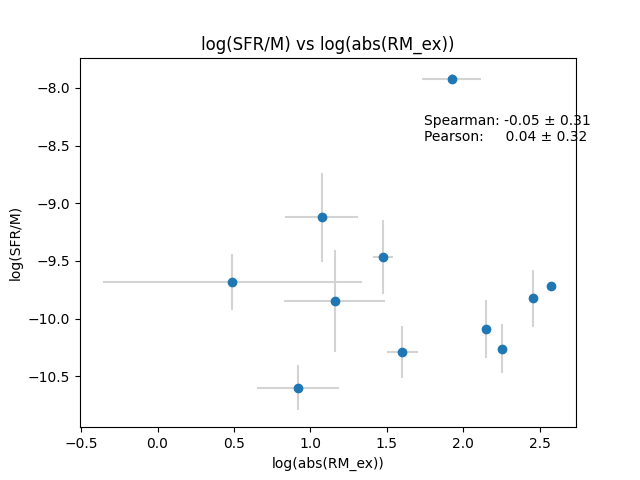 log(SFR/M) vs log(abs(RM_ex))
−8.0
Spearman: -0.05 ± 0.31
Pearson: 0.04 ± 0.32
−8.5
−9.0
−9.5
−10.0
−10.5
log(SFR/M)
−0.5 0.0 0.5 1.0 1.5 2.0 2.5
log(abs(RM_ex))